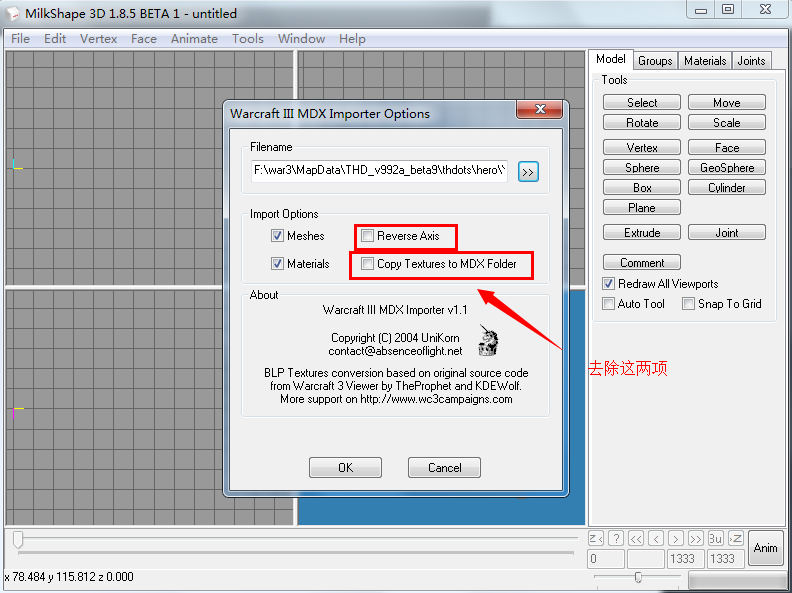 MilkShape 3D 1.8.5 BETA 1 - untitled
File Edit Vertex Face Animate Tools Window Help
Model Groups Materials Joints
Tools
Select Move
Rotate Scale
Vertex Face
Sphere GeoSphere
Box Cylinder
Plane
Extrude Joint
Comment
Redraw All Viewports
Auto Tool Snap To Grid
Warcraft III MDX Importer Options
Filename
F:\war3\MapData\THD_v992a_beta9\thdots\hero\
>>
Import Options
Meshes Reverse Axis
Materials Copy Textures to MDX Folder
About
Warcraft III MDX Importer v1.1
Copyright (C) 2004 UniKorn
contact@absenceoflight.net
BLP Textures conversion based on original source code
from Warcraft 3 Viewer by TheProphet and KDEWolf.
More support on http://www.wc3campaigns.com
OK Cancel
去除这两项
? << < > >>
0 1333 1333
Anim
x 78.484 y 115.812 z 0.000